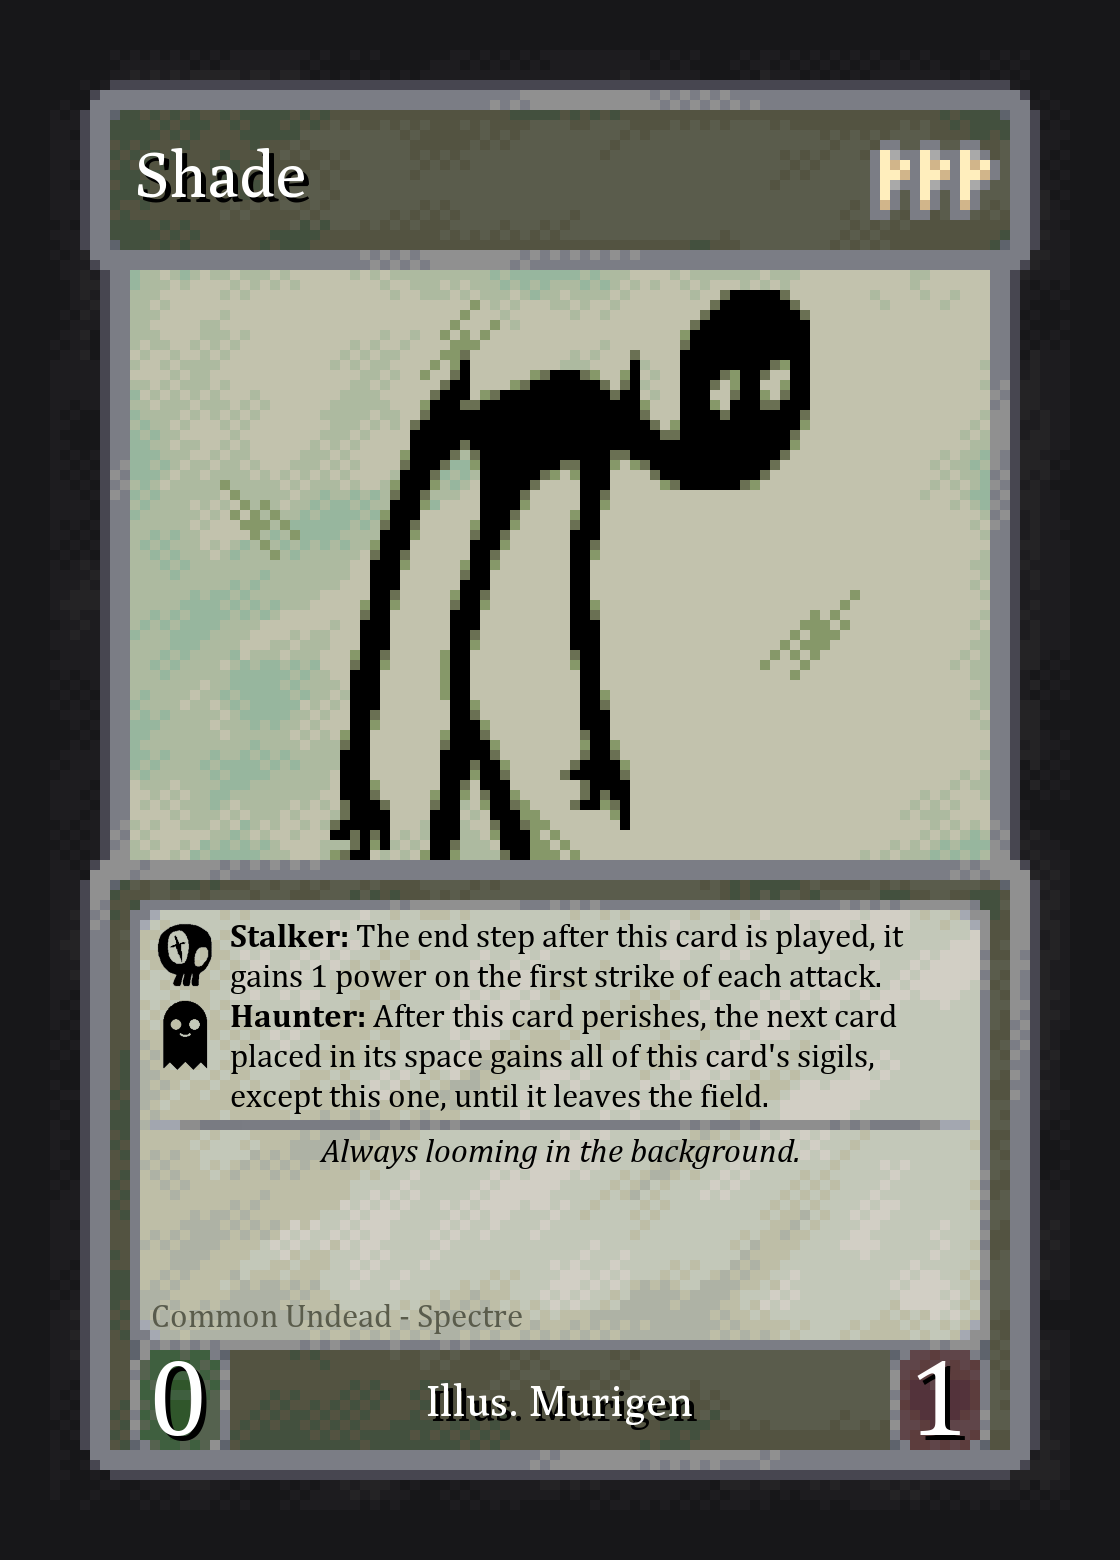 Shade
Stalker: The end step after this card is played, it
gains 1 power on the first strike of each attack.
Haunter: After this card perishes, the next card
placed in its space gains all of this card's sigils,
except this one, until it leaves the field.
Always looming in the background.
Common Undead - Spectre
0 Illus. Murigen 1